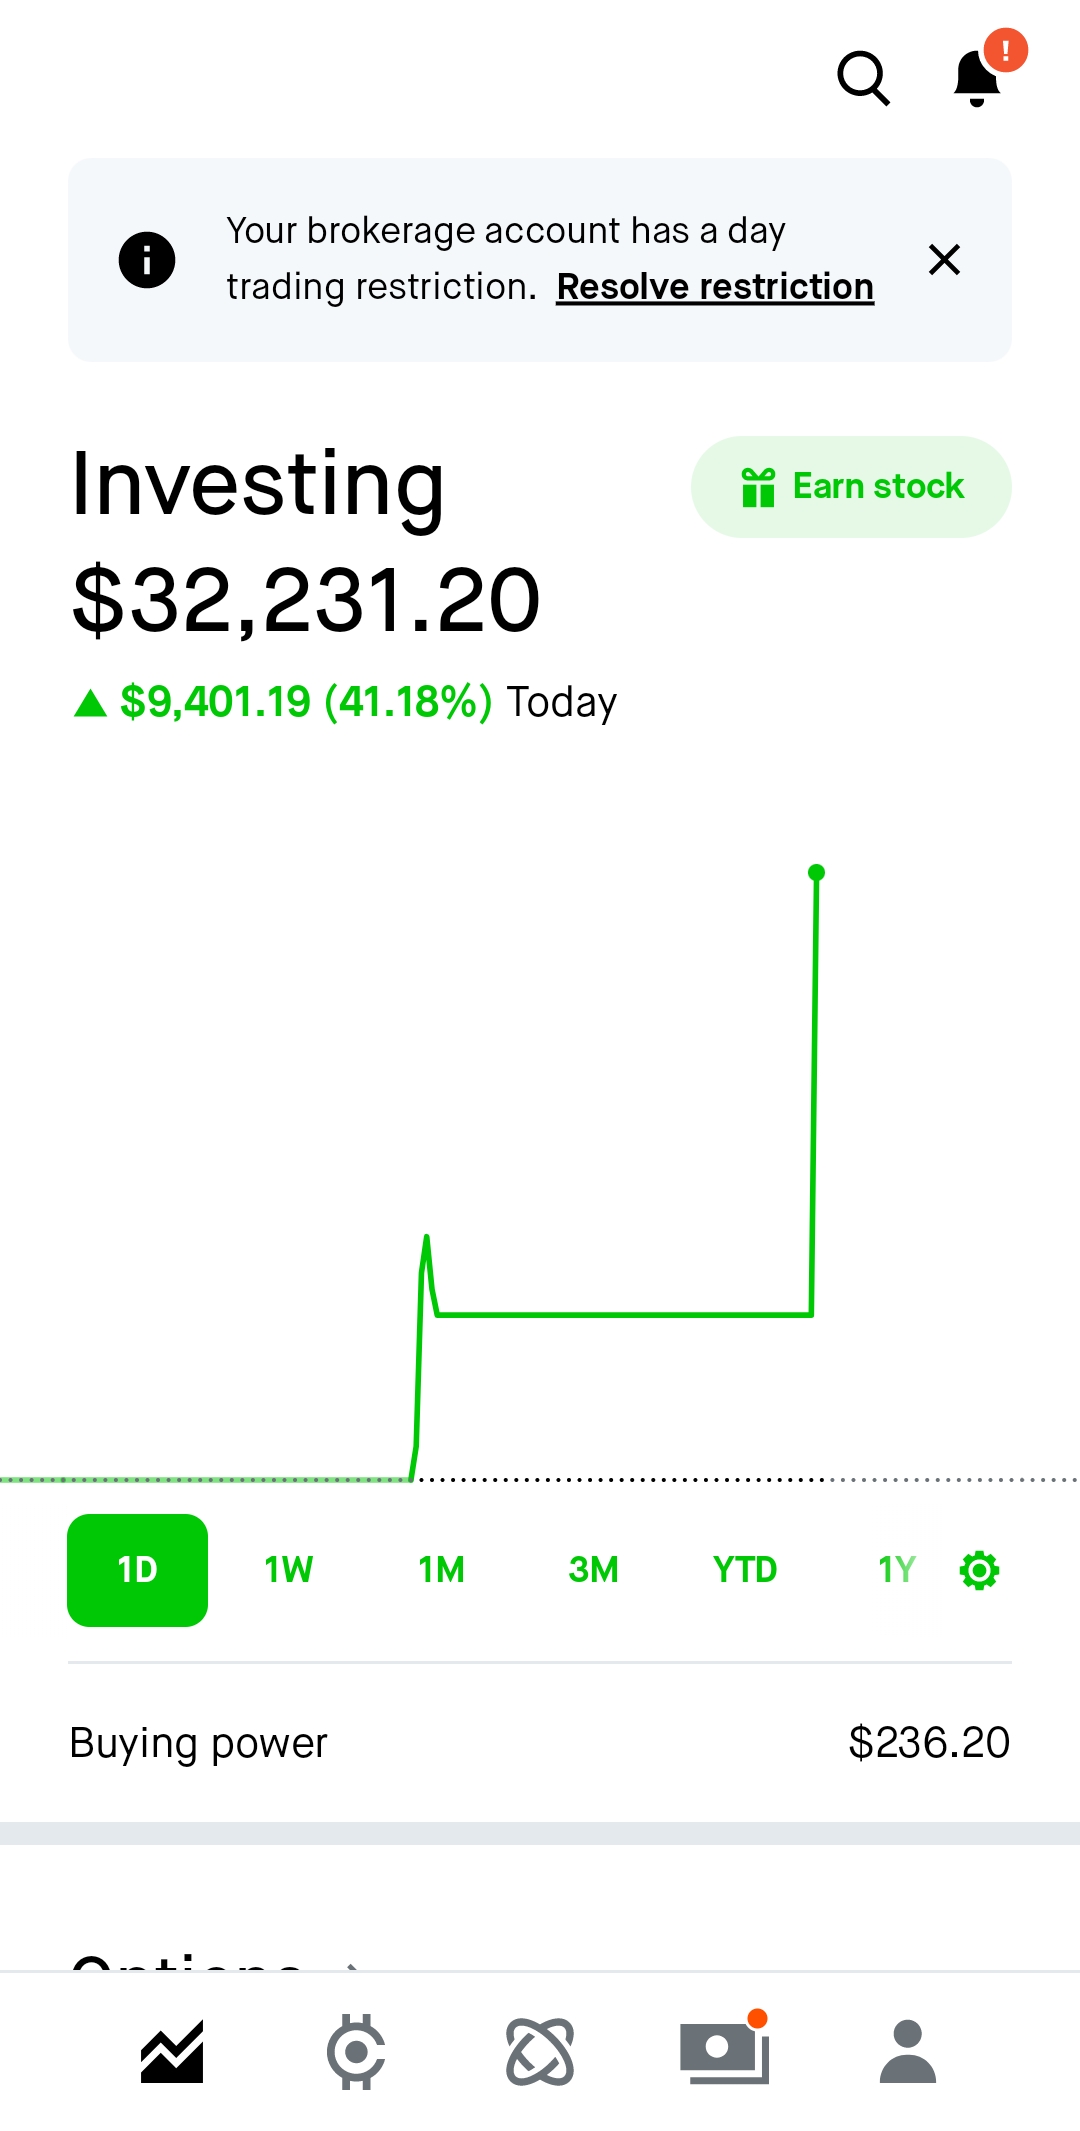 !
Your brokerage account has a day
trading restriction. Resolve restriction
Investing
Earn stock
$32,231.20
▲ $9,401.19 (41.18%) Today
1D 1W 1M 3M YTD 1Y
Buying power $236.20
Options